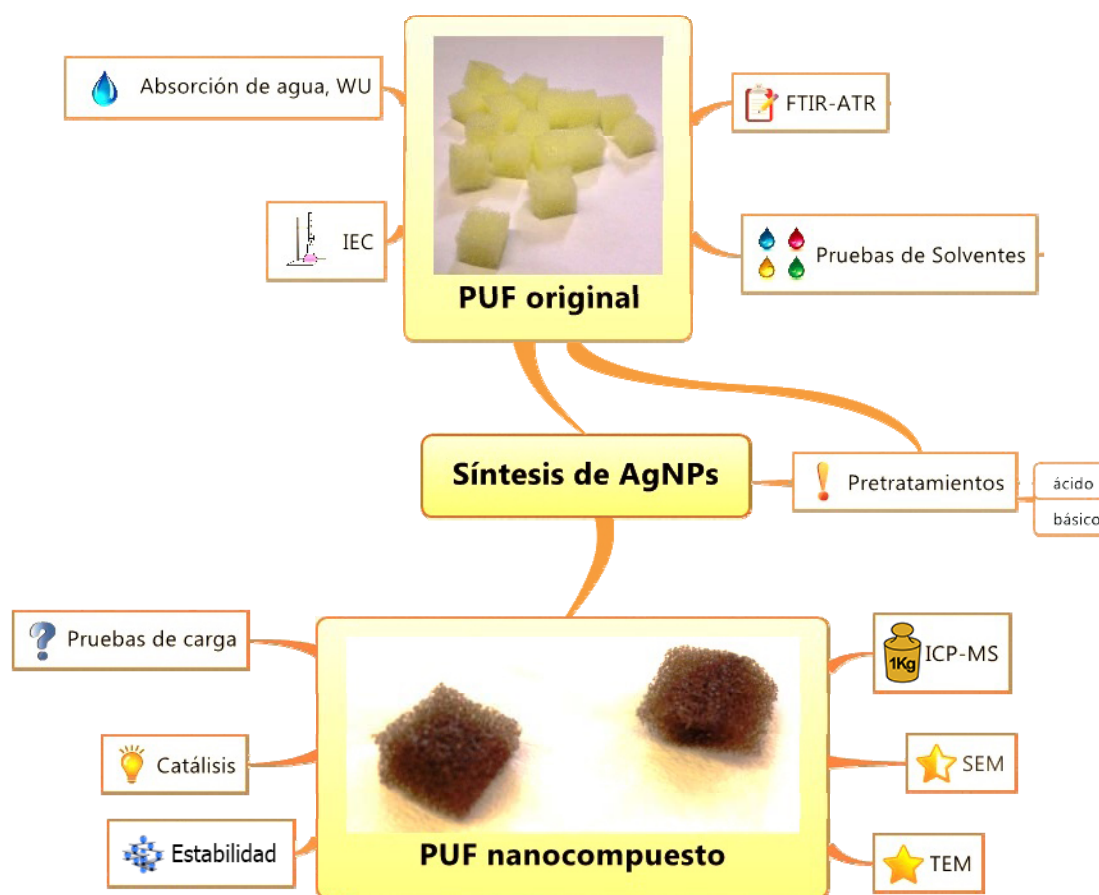 Absorción de agua, WU
FTIR-ATR
IEC
Pruebas de Solventes
PUF original
Síntesis de AgNPs
Pretratamientos
ácido
básico
Pruebas de carga
1Kg
ICP-MS
Catálisis
SEM
Estabilidad
PUF nanocompuesto
TEM